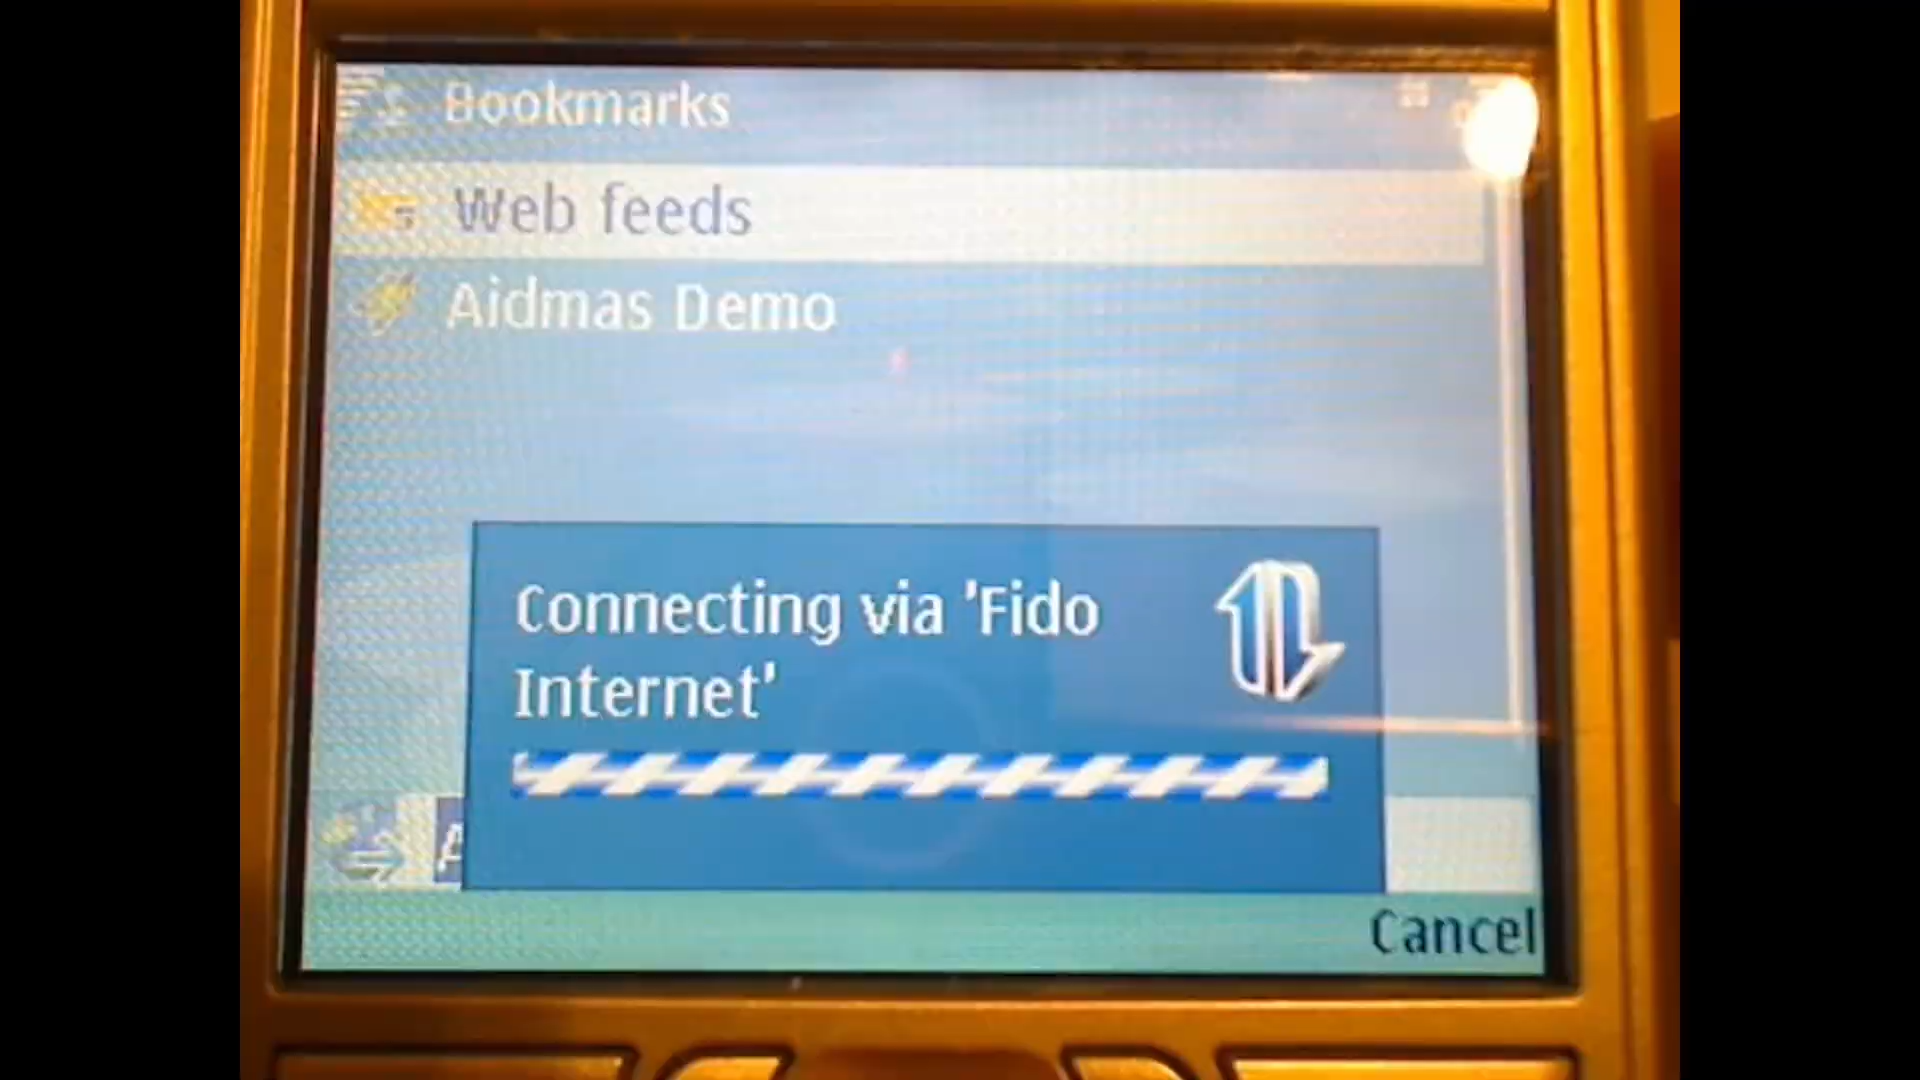 Bookmarks
Web feeds
Aidmas Demo
Connecting via 'Fido
Internet'
A
Cancel